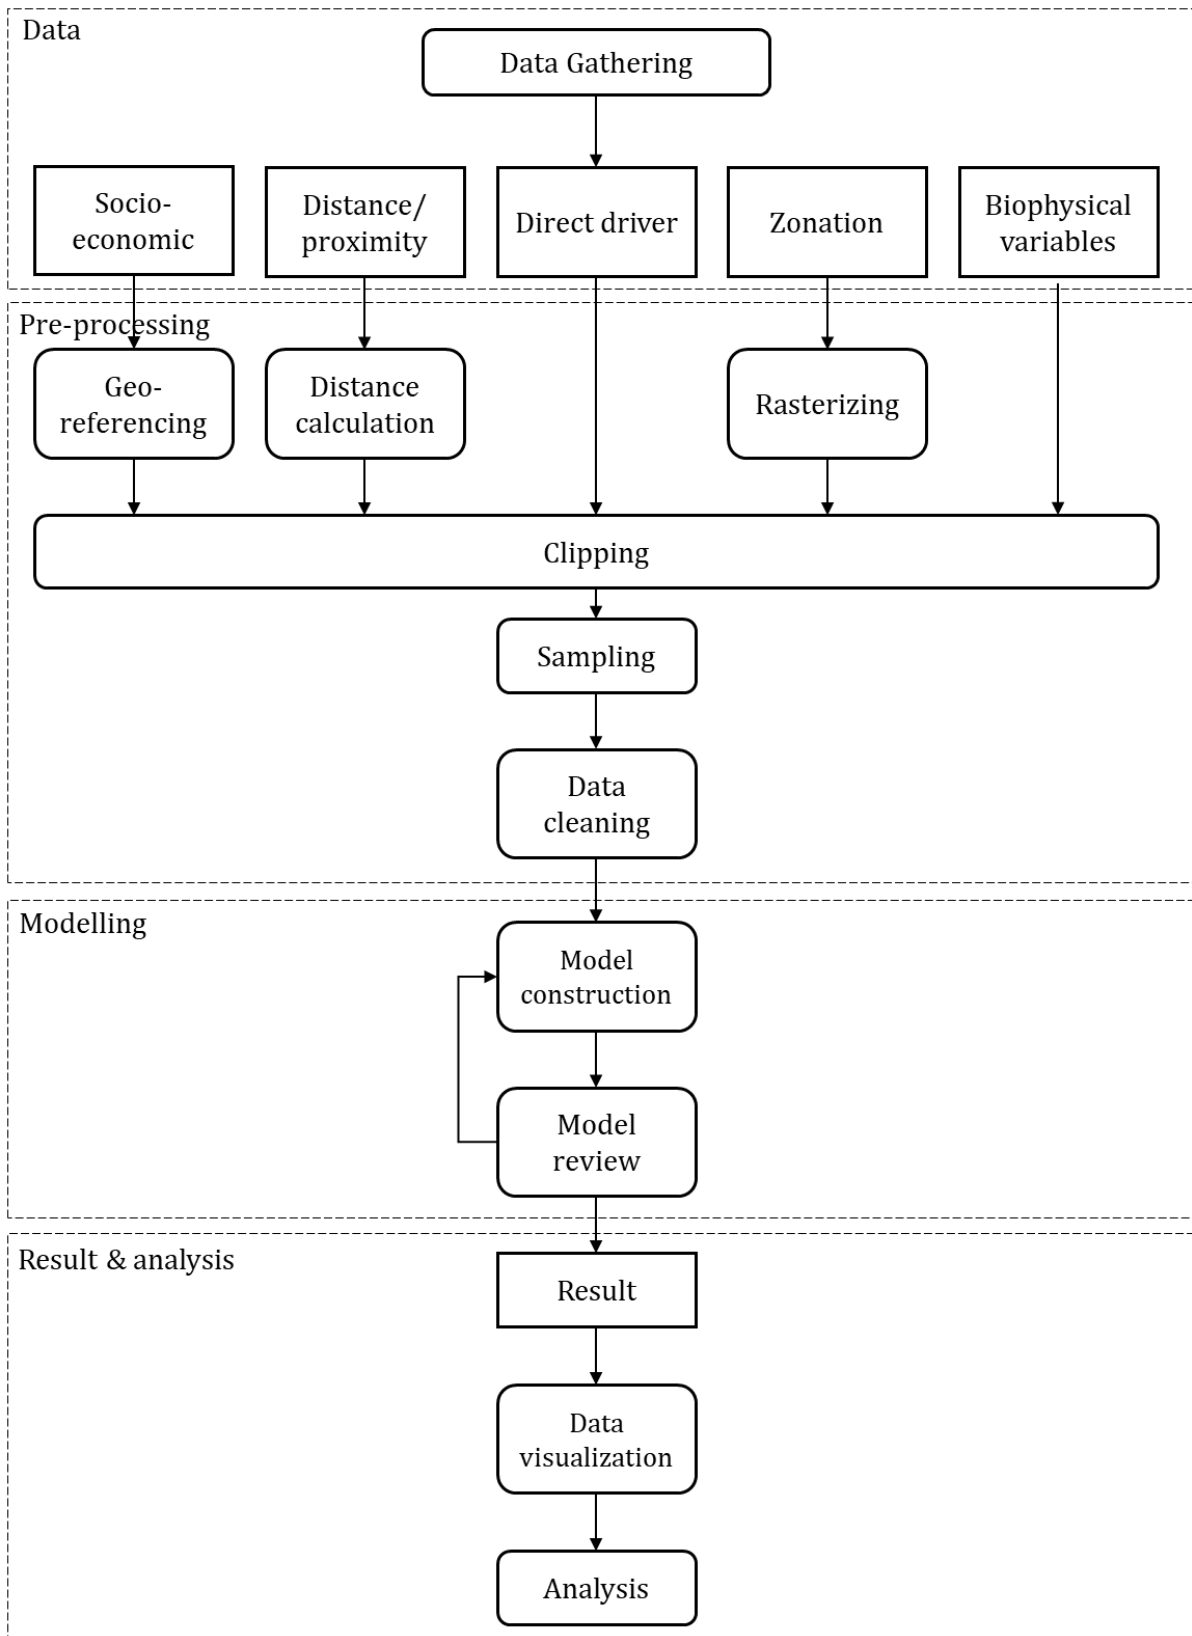 Data
Data Gathering
Socio-
economic
Distance/
proximity
Direct driver
Zonation
Biophysical
variables
Pre-processing
Geo-
referencing
Distance
calculation
Rasterizing
Clipping
Sampling
Data
cleaning
Modelling
Model
construction
Model
review
Result & analysis
Result
Data
visualization
Analysis